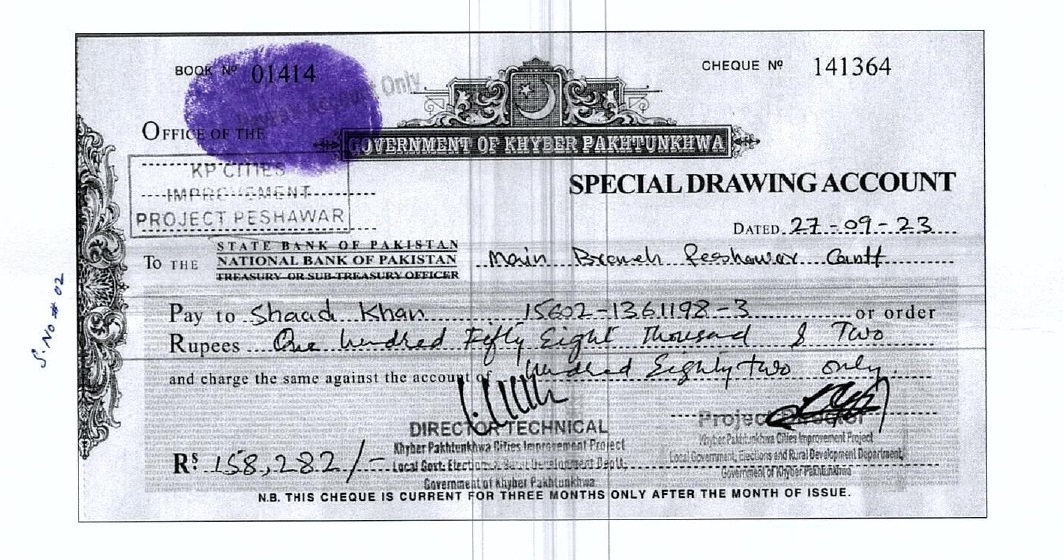 BOOK Nº 01414
CHEQUE Nº 141364
Only
OFFICE OF THE
GOVERNMENT OF KHYBER PAKHTUNKHWA
KP CITIES
IMPROVEMENT
PROJECT PESHAWAR
SPECIAL DRAWING ACCOUNT
DATED 27-09-23
STATE BANK OF PAKISTAN
TO THE NATIONAL BANK OF PAKISTAN Main Branch Peshawar Cantt
TREASURY OR SUB-TREASURY OFFICER
S. No # 02
Pay to Shaad Khan 15602-1361198-3 or order
Rupees One hundred Fifty Eight Thousand & Two
and charge the same against the account hundred Eighty two only.
DIRECTOR TECHNICAL
Khyber Pakhtunkhwa Cities Improvement Project
Local Govt: Elections & Rural Development Deptt.
Government of Khyber Pakhtunkhwa
Project Director
Khyber Pakhtunkhwa Cities Improvement Project
Local Government, Elections and Rural Development Department,
Government of Khyber Pakhtunkhwa
Rs 158,282/-
N.B. THIS CHEQUE IS CURRENT FOR THREE MONTHS ONLY AFTER THE MONTH OF ISSUE.